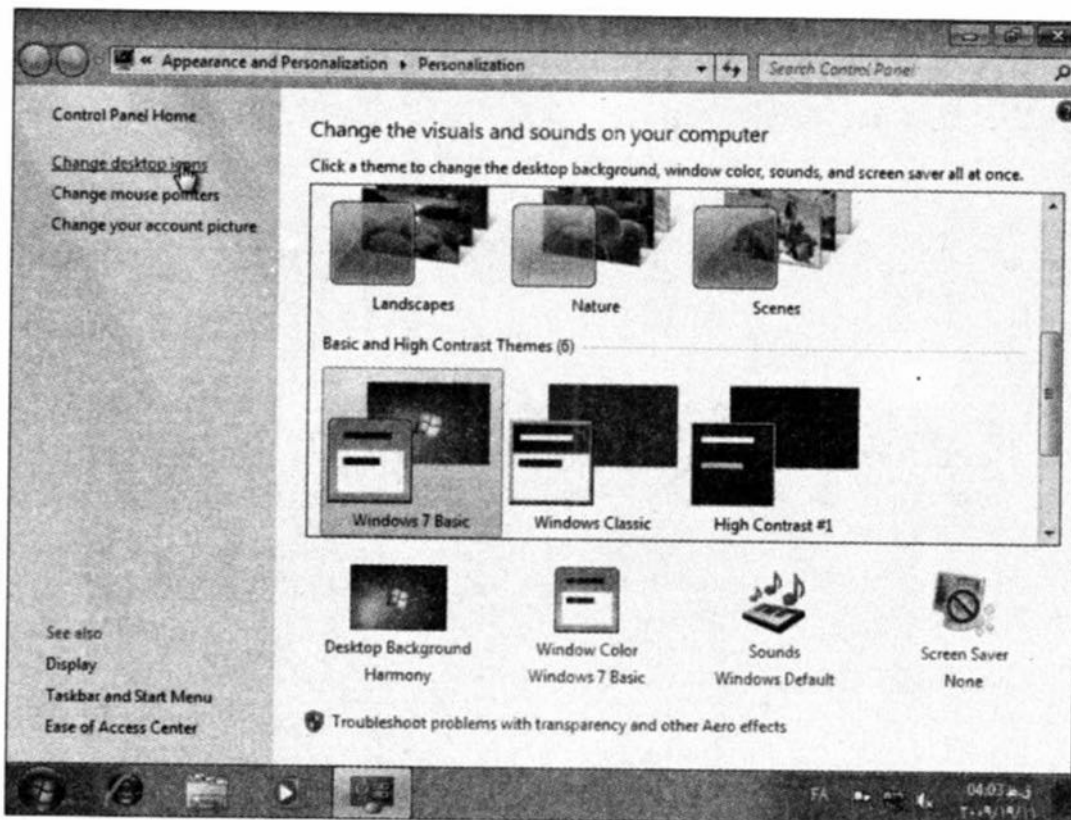 « Appearance and Personalization ▸ Personalization
Search Control Panel
Control Panel Home
Change desktop icons
Change mouse pointers
Change your account picture
Change the visuals and sounds on your computer
Click a theme to change the desktop background, window color, sounds, and screen saver all at once.
Landscapes
Nature
Scenes
Basic and High Contrast Themes (6)
Windows 7 Basic
Windows Classic
High Contrast #1
Desktop Background
Harmony
Window Color
Windows 7 Basic
Sounds
Windows Default
Screen Saver
None
Troubleshoot problems with transparency and other Aero effects
See also
Display
Taskbar and Start Menu
Ease of Access Center
FA
04:03 ق.ظ